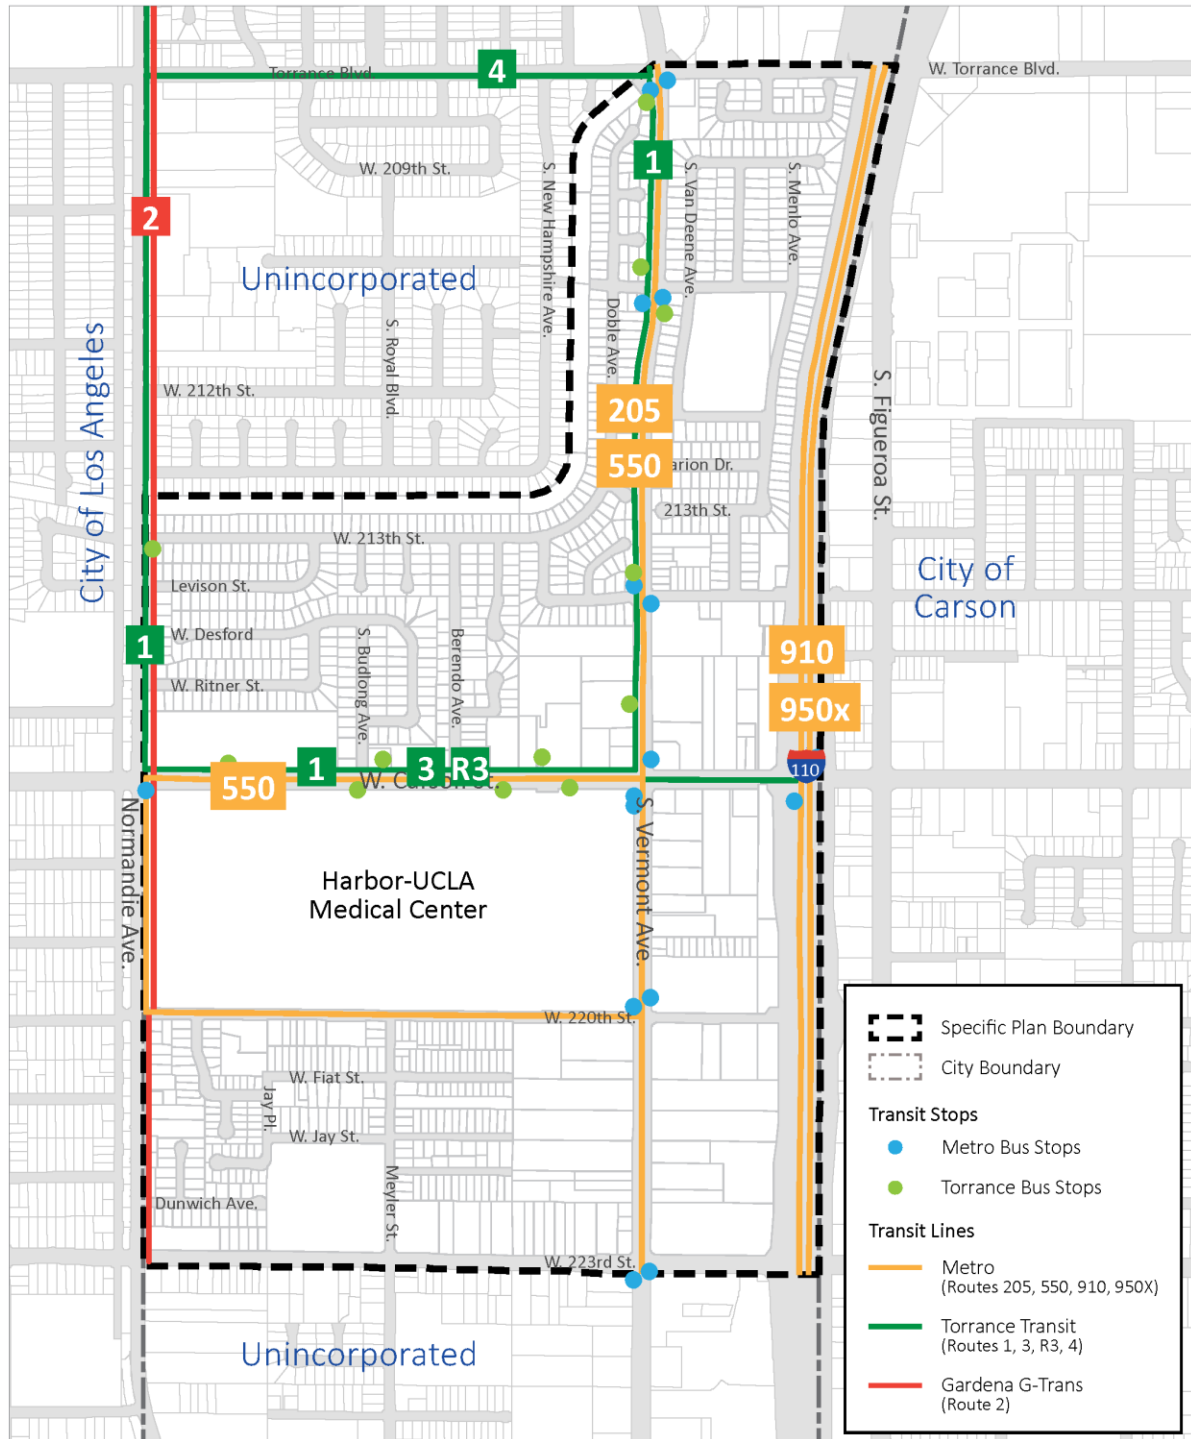 Torrance Blvd.
4
W. Torrance Blvd.
W. 209th St.
S. New Hampshire Ave.
1
S. Van Deene Ave.
S. Menlo Ave.
2
Unincorporated
City of Los Angeles
S. Royal Blvd.
Doble Ave.
W. 212th St.
205
550
arion Dr.
213th St.
S. Figueroa St.
W. 213th St.
Levison St.
City of
Carson
1
W. Desford
S. Budlong Ave.
Berendo Ave.
W. Ritner St.
910
950x
110
550
1
3
R3
Normandie Ave.
S. Vermont Ave.
Harbor-UCLA
Medical Center
W. 220th St.
W. Fiat St.
Jay Pl.
W. Jay St.
Meyler St.
Dunwich Ave.
W. 223rd St.
Unincorporated
Specific Plan Boundary
City Boundary
Transit Stops
Metro Bus Stops
Torrance Bus Stops
Transit Lines
Metro
(Routes 205, 550, 910, 950X)
Torrance Transit
(Routes 1, 3, R3, 4)
Gardena G-Trans
(Route 2)